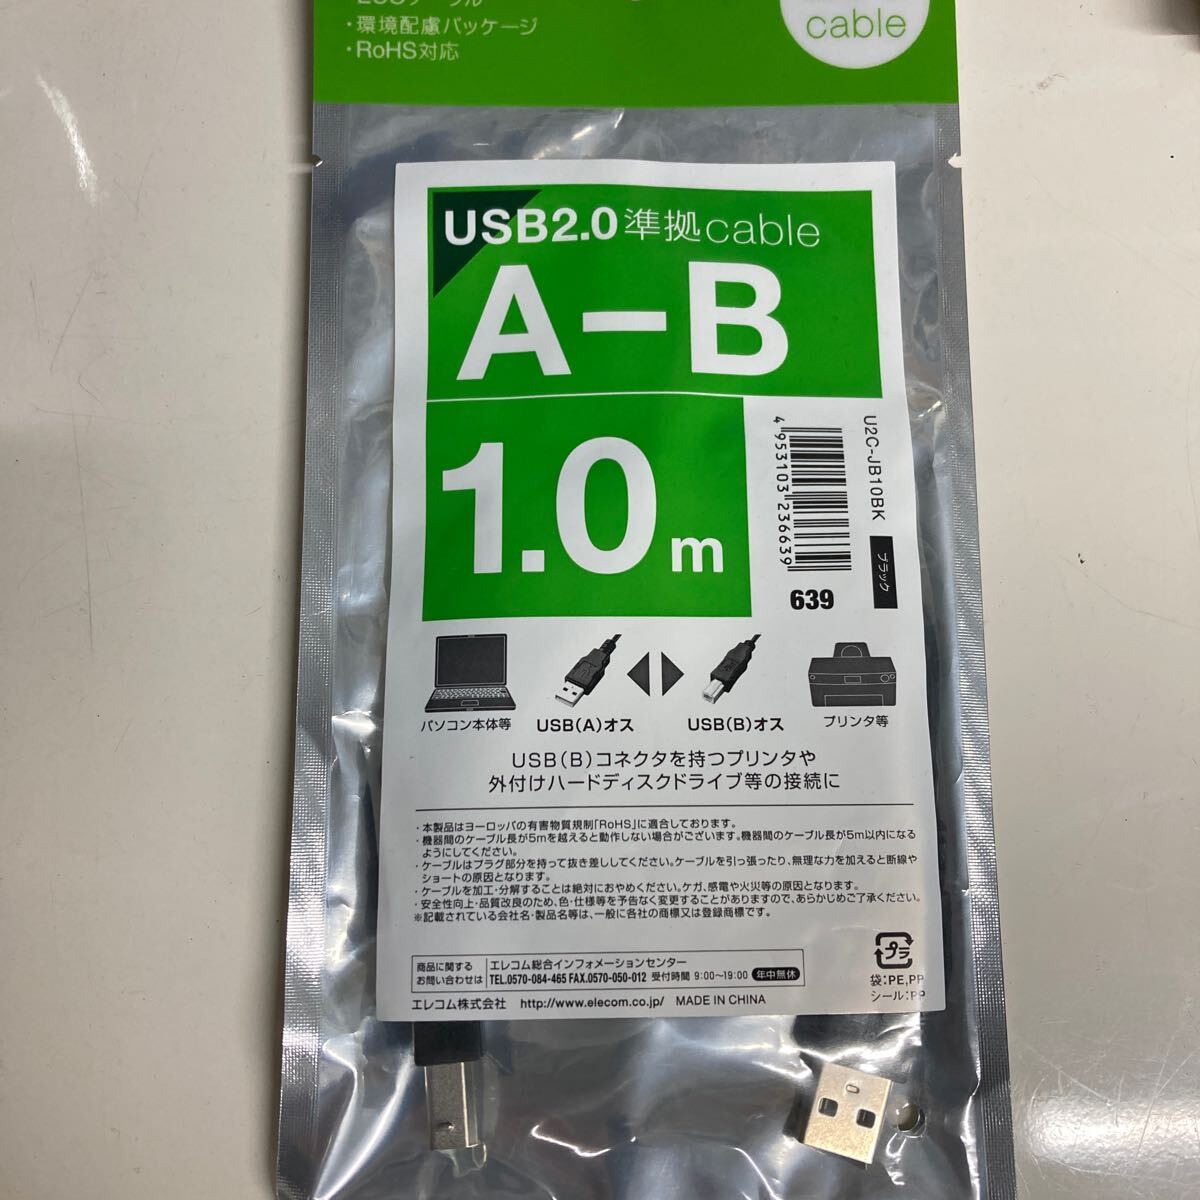 ・環境配慮パッケージ
・RoHS対応
cable
USB2.0準拠cable
A-B
1.0m
4 953103 236639
639
U2C-JB10BK
ブラック
パソコン本体等
USB(A)オス
USB(B)オス
プリンタ等
USB(B)コネクタを持つプリンタや
外付けハードディスクドライブ等の接続に
・本製品はヨーロッパの有害物質規制「RoHS」に適合しております。
・機器間のケーブル長が5mを越えると動作しない場合がございます。機器間のケーブル長が5m以内になる
ようにしてください。
・ケーブルはプラグ部分を持って抜き差ししてください。ケーブルを引っ張ったり、無理な力を加えると断線や
ショートの原因となります。
・ケーブルを加工・分解することは絶対におやめください。ケガ、感電や火災等の原因となります。
・安全性向上・品質改良のため、色・仕様等を予告なく変更することがありますので、あらかじめご了承ください。
※記載されている会社名・製品名等は、一般に各社の商標又は登録商標です。
プラ
袋:PE,PP
シール:PP
商品に関する
お問い合わせは
エレコム総合インフォメーションセンター
TEL.0570-084-465 FAX.0570-050-012 受付時間 9:00～19:00 年中無休
エレコム株式会社 http://www.elecom.co.jp/ MADE IN CHINA